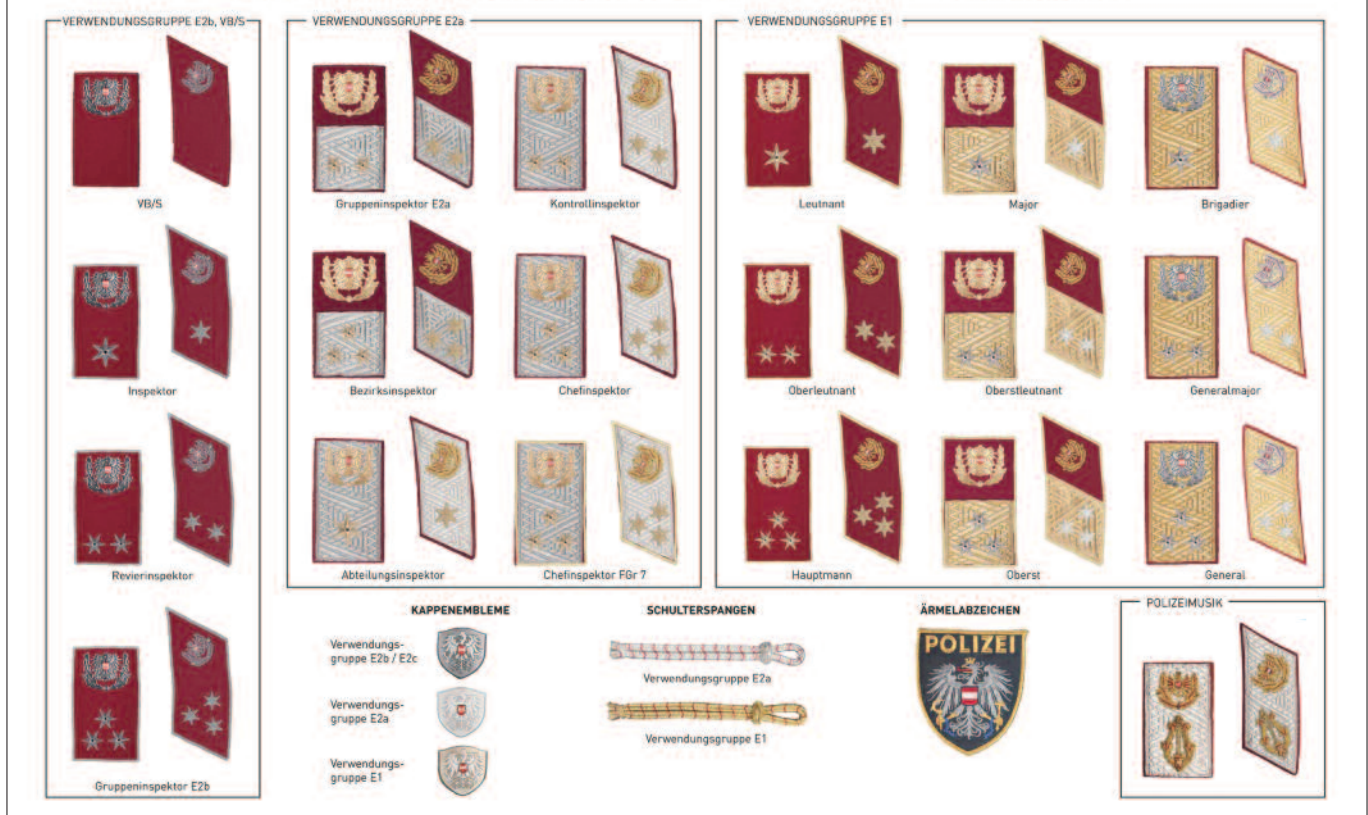 VERWENDUNGSGRUPPE E2b, VB/S
VB/S
Inspektor
Revierinspektor
Gruppeninspektor E2b
VERWENDUNGSGRUPPE E2a
Gruppeninspektor E2a
Kontrollinspektor
Bezirksinspektor
Chefinspektor
Abteilungsinspektor
Chefinspektor FGr 7
VERWENDUNGSGRUPPE E1
Leutnant
Major
Brigadier
Oberleutnant
Oberstleutnant
Generalmajor
Hauptmann
Oberst
General
KAPPENEMBLEME
Verwendungs-
gruppe E2b / E2c
Verwendungs-
gruppe E2a
Verwendungs-
gruppe E1
SCHULTERSPANGEN
Verwendungsgruppe E2a
Verwendungsgruppe E1
ÄRMELABZEICHEN
POLIZEI
POLIZEIMUSIK